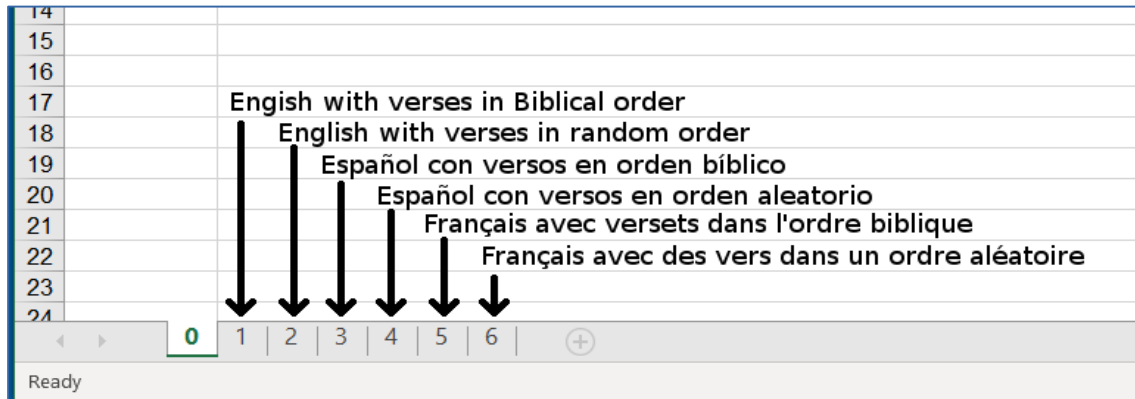 14
15
16
17 Engish with verses in Biblical order
18 English with verses in random order
19 Español con versos en orden bíblico
20 Español con versos en orden aleatorio
21 Français avec versets dans l'ordre biblique
22 Français avec des vers dans un ordre aléatoire
23
24
0 1 2 3 4 5 6
Ready